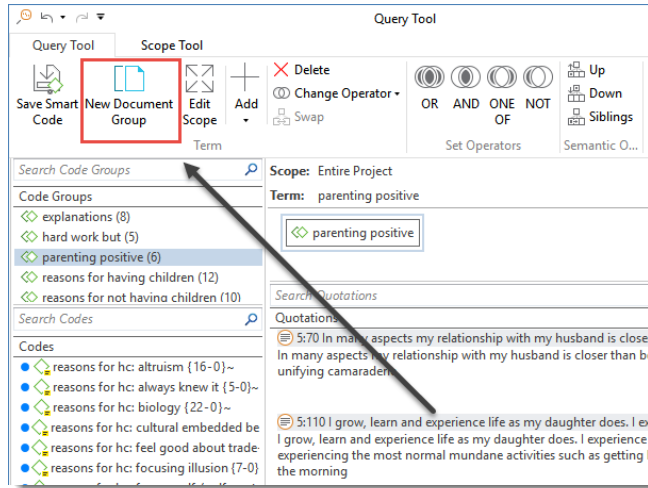 Query Tool
Query Tool Scope Tool
Save Smart Code
New Document Group
Edit Scope
Add
Delete
Change Operator
Swap
Term
OR AND ONE OF NOT
Set Operators
Up
Down
Siblings
Semantic O...
Search Code Groups
Code Groups
explanations (8)
hard work but (5)
parenting positive (6)
reasons for having children (12)
reasons for not having children (10)
Search Codes
Codes
reasons for hc: altruism {16-0}~
reasons for hc: always knew it {5-0}~
reasons for hc: biology {22-0}~
reasons for hc: cultural embedded be
reasons for hc: feel good about trade-
reasons for hc: focusing illusion {7-0}
Scope: Entire Project
Term: parenting positive
parenting positive
Search Quotations
Quotations
5:70 In many aspects my relationship with my husband is close
In many aspects my relationship with my husband is closer than be
unifying camaraderie
5:110 I grow, learn and experience life as my daughter does. I ex
I grow, learn and experience life as my daughter does. I experience
experiencing the most normal mundane activities such as getting
the morning